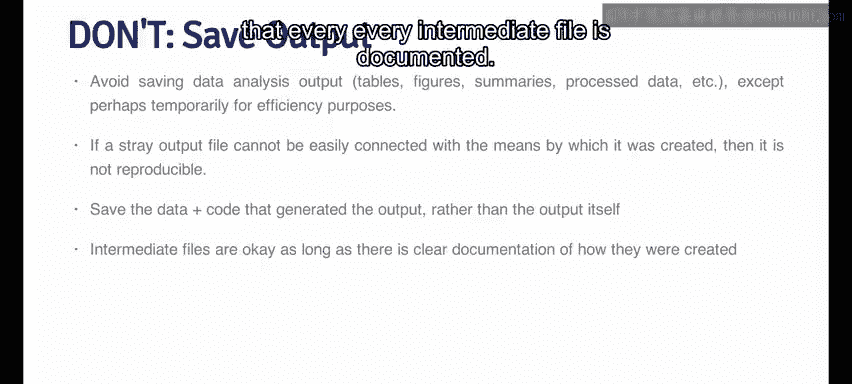 DON'T: Save Output
that every every intermediate file is
documented.
· Avoid saving data analysis output (tables, figures, summaries, processed data, etc.), except
perhaps temporarily for efficiency purposes.
· If a stray output file cannot be easily connected with the means by which it was created, then it is
not reproducible.
· Save the data + code that generated the output, rather than the output itself
· Intermediate files are okay as long as there is clear documentation of how they were created